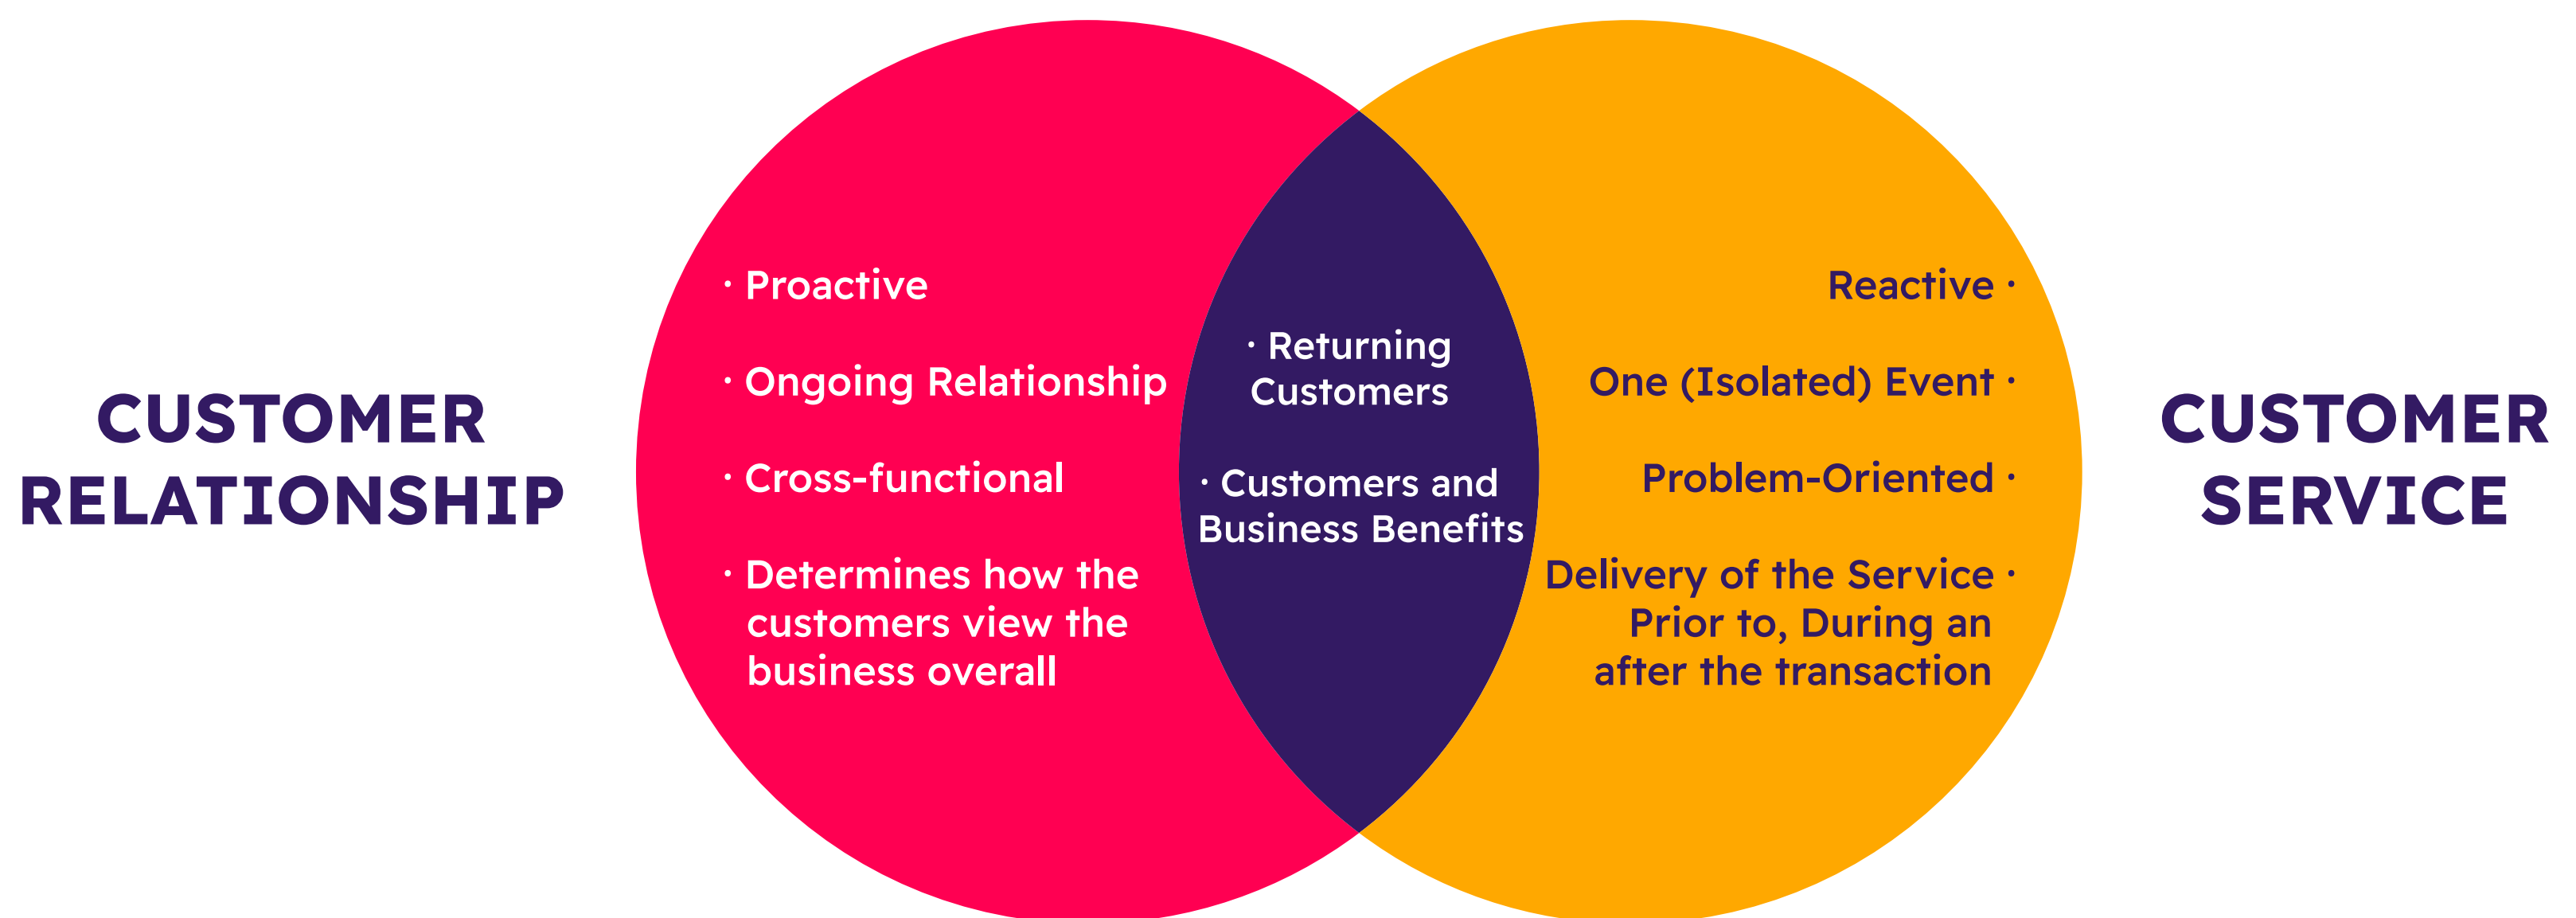 CUSTOMER
RELATIONSHIP
· Proactive
· Ongoing Relationship
· Cross-functional
· Determines how the
customers view the
business overall
· Returning
Customers
· Customers and
Business Benefits
Reactive ·
One (Isolated) Event ·
Problem-Oriented ·
Delivery of the Service ·
Prior to, During an
after the transaction
CUSTOMER
SERVICE